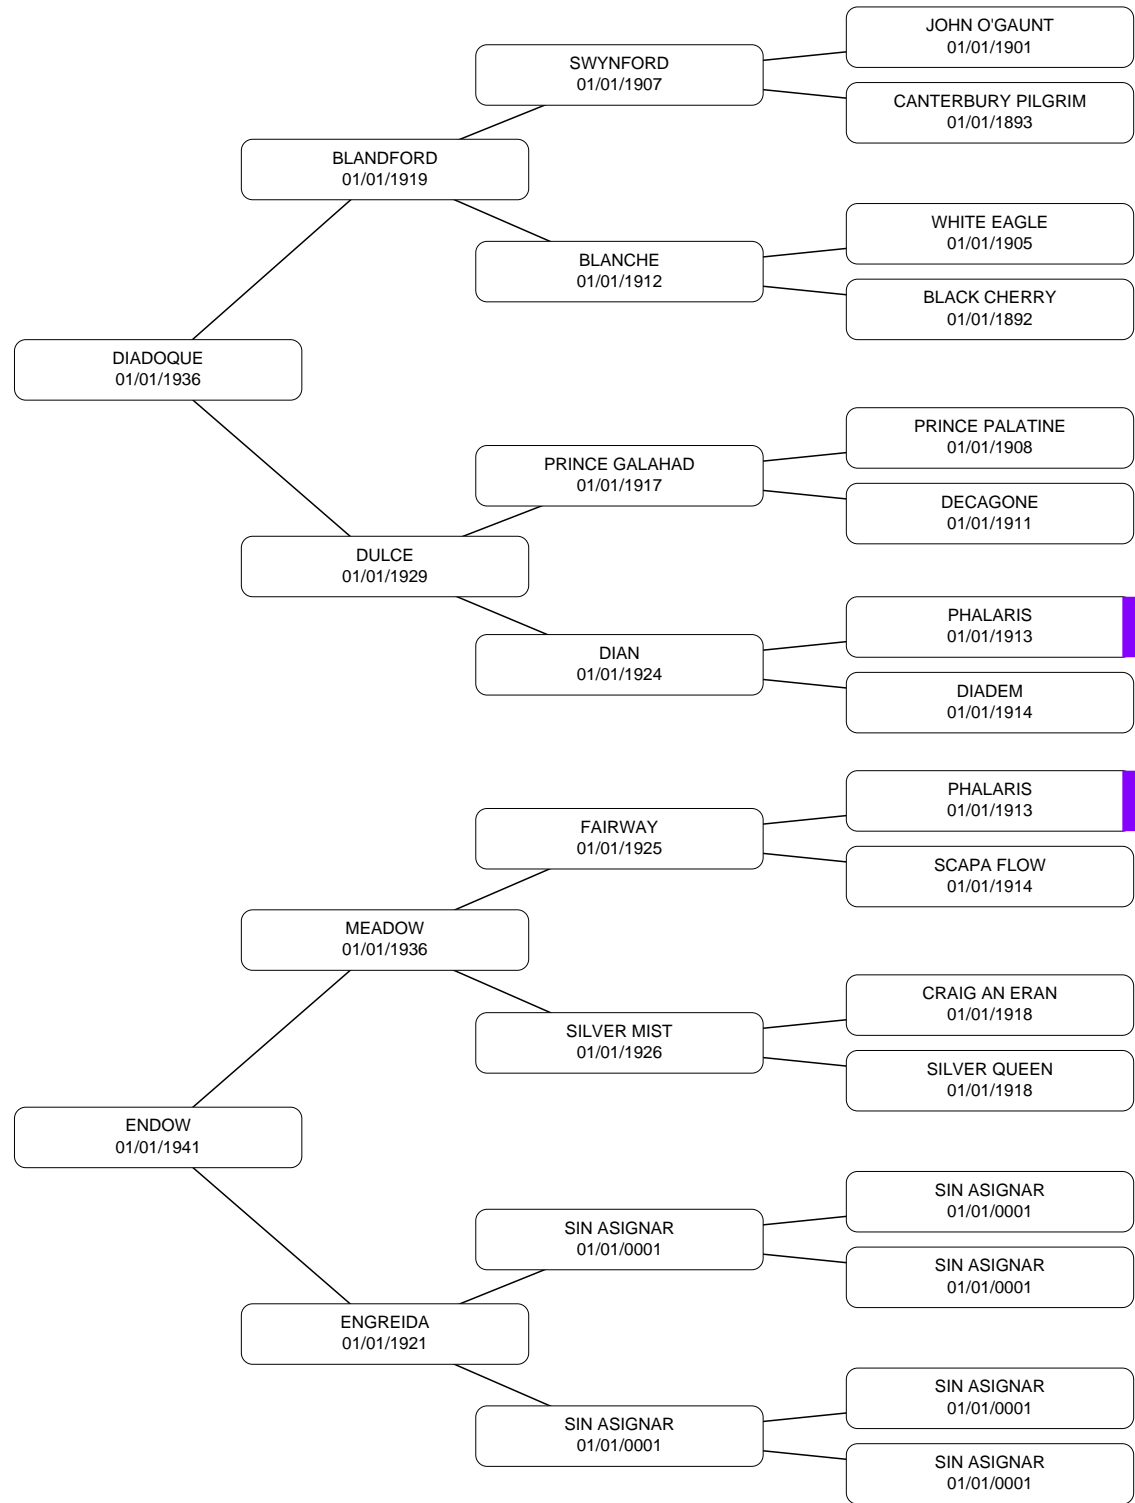 JOHN O'GAUNT
01/01/1901
SWYNFORD
01/01/1907
CANTERBURY PILGRIM
01/01/1893
BLANDFORD
01/01/1919
WHITE EAGLE
01/01/1905
BLANCHE
01/01/1912
BLACK CHERRY
01/01/1892
DIADOQUE
01/01/1936
PRINCE PALATINE
01/01/1908
PRINCE GALAHAD
01/01/1917
DECAGONE
01/01/1911
DULCE
01/01/1929
PHALARIS
01/01/1913
DIAN
01/01/1924
DIADEM
01/01/1914
PHALARIS
01/01/1913
FAIRWAY
01/01/1925
SCAPA FLOW
01/01/1914
MEADOW
01/01/1936
CRAIG AN ERAN
01/01/1918
SILVER MIST
01/01/1926
SILVER QUEEN
01/01/1918
ENDOW
01/01/1941
SIN ASIGNAR
01/01/0001
SIN ASIGNAR
01/01/0001
SIN ASIGNAR
01/01/0001
ENGREIDA
01/01/1921
SIN ASIGNAR
01/01/0001
SIN ASIGNAR
01/01/0001
SIN ASIGNAR
01/01/0001